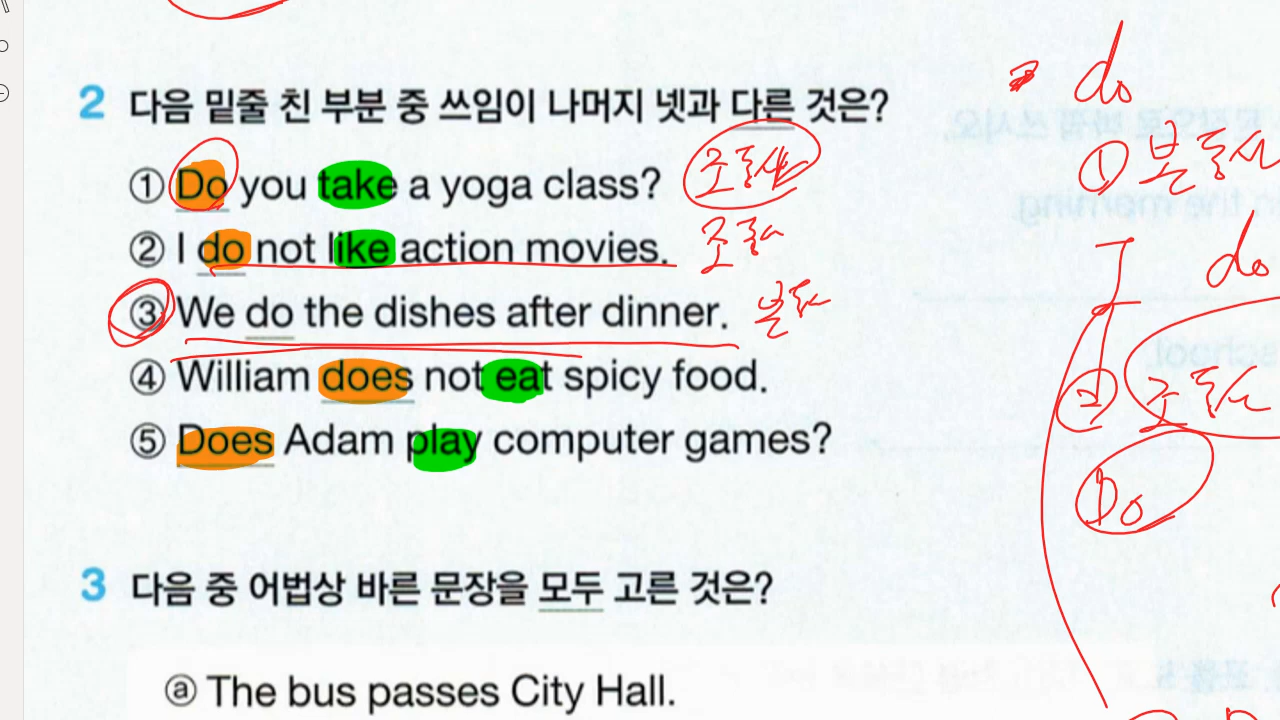 2 다음 밑줄 친 부분 중 쓰임이 나머지 넷과 다른 것은?
① Do you take a yoga class? 조동사
② I do not like action movies. 조동사
③ We do the dishes after dinner. 본동사
④ William does not eat spicy food.
⑤ Does Adam play computer games?
3 다음 중 어법상 바른 문장을 모두 고른 것은?
ⓐ The bus passes City Hall.
do
① 본동사
I do
② 조동사
Do